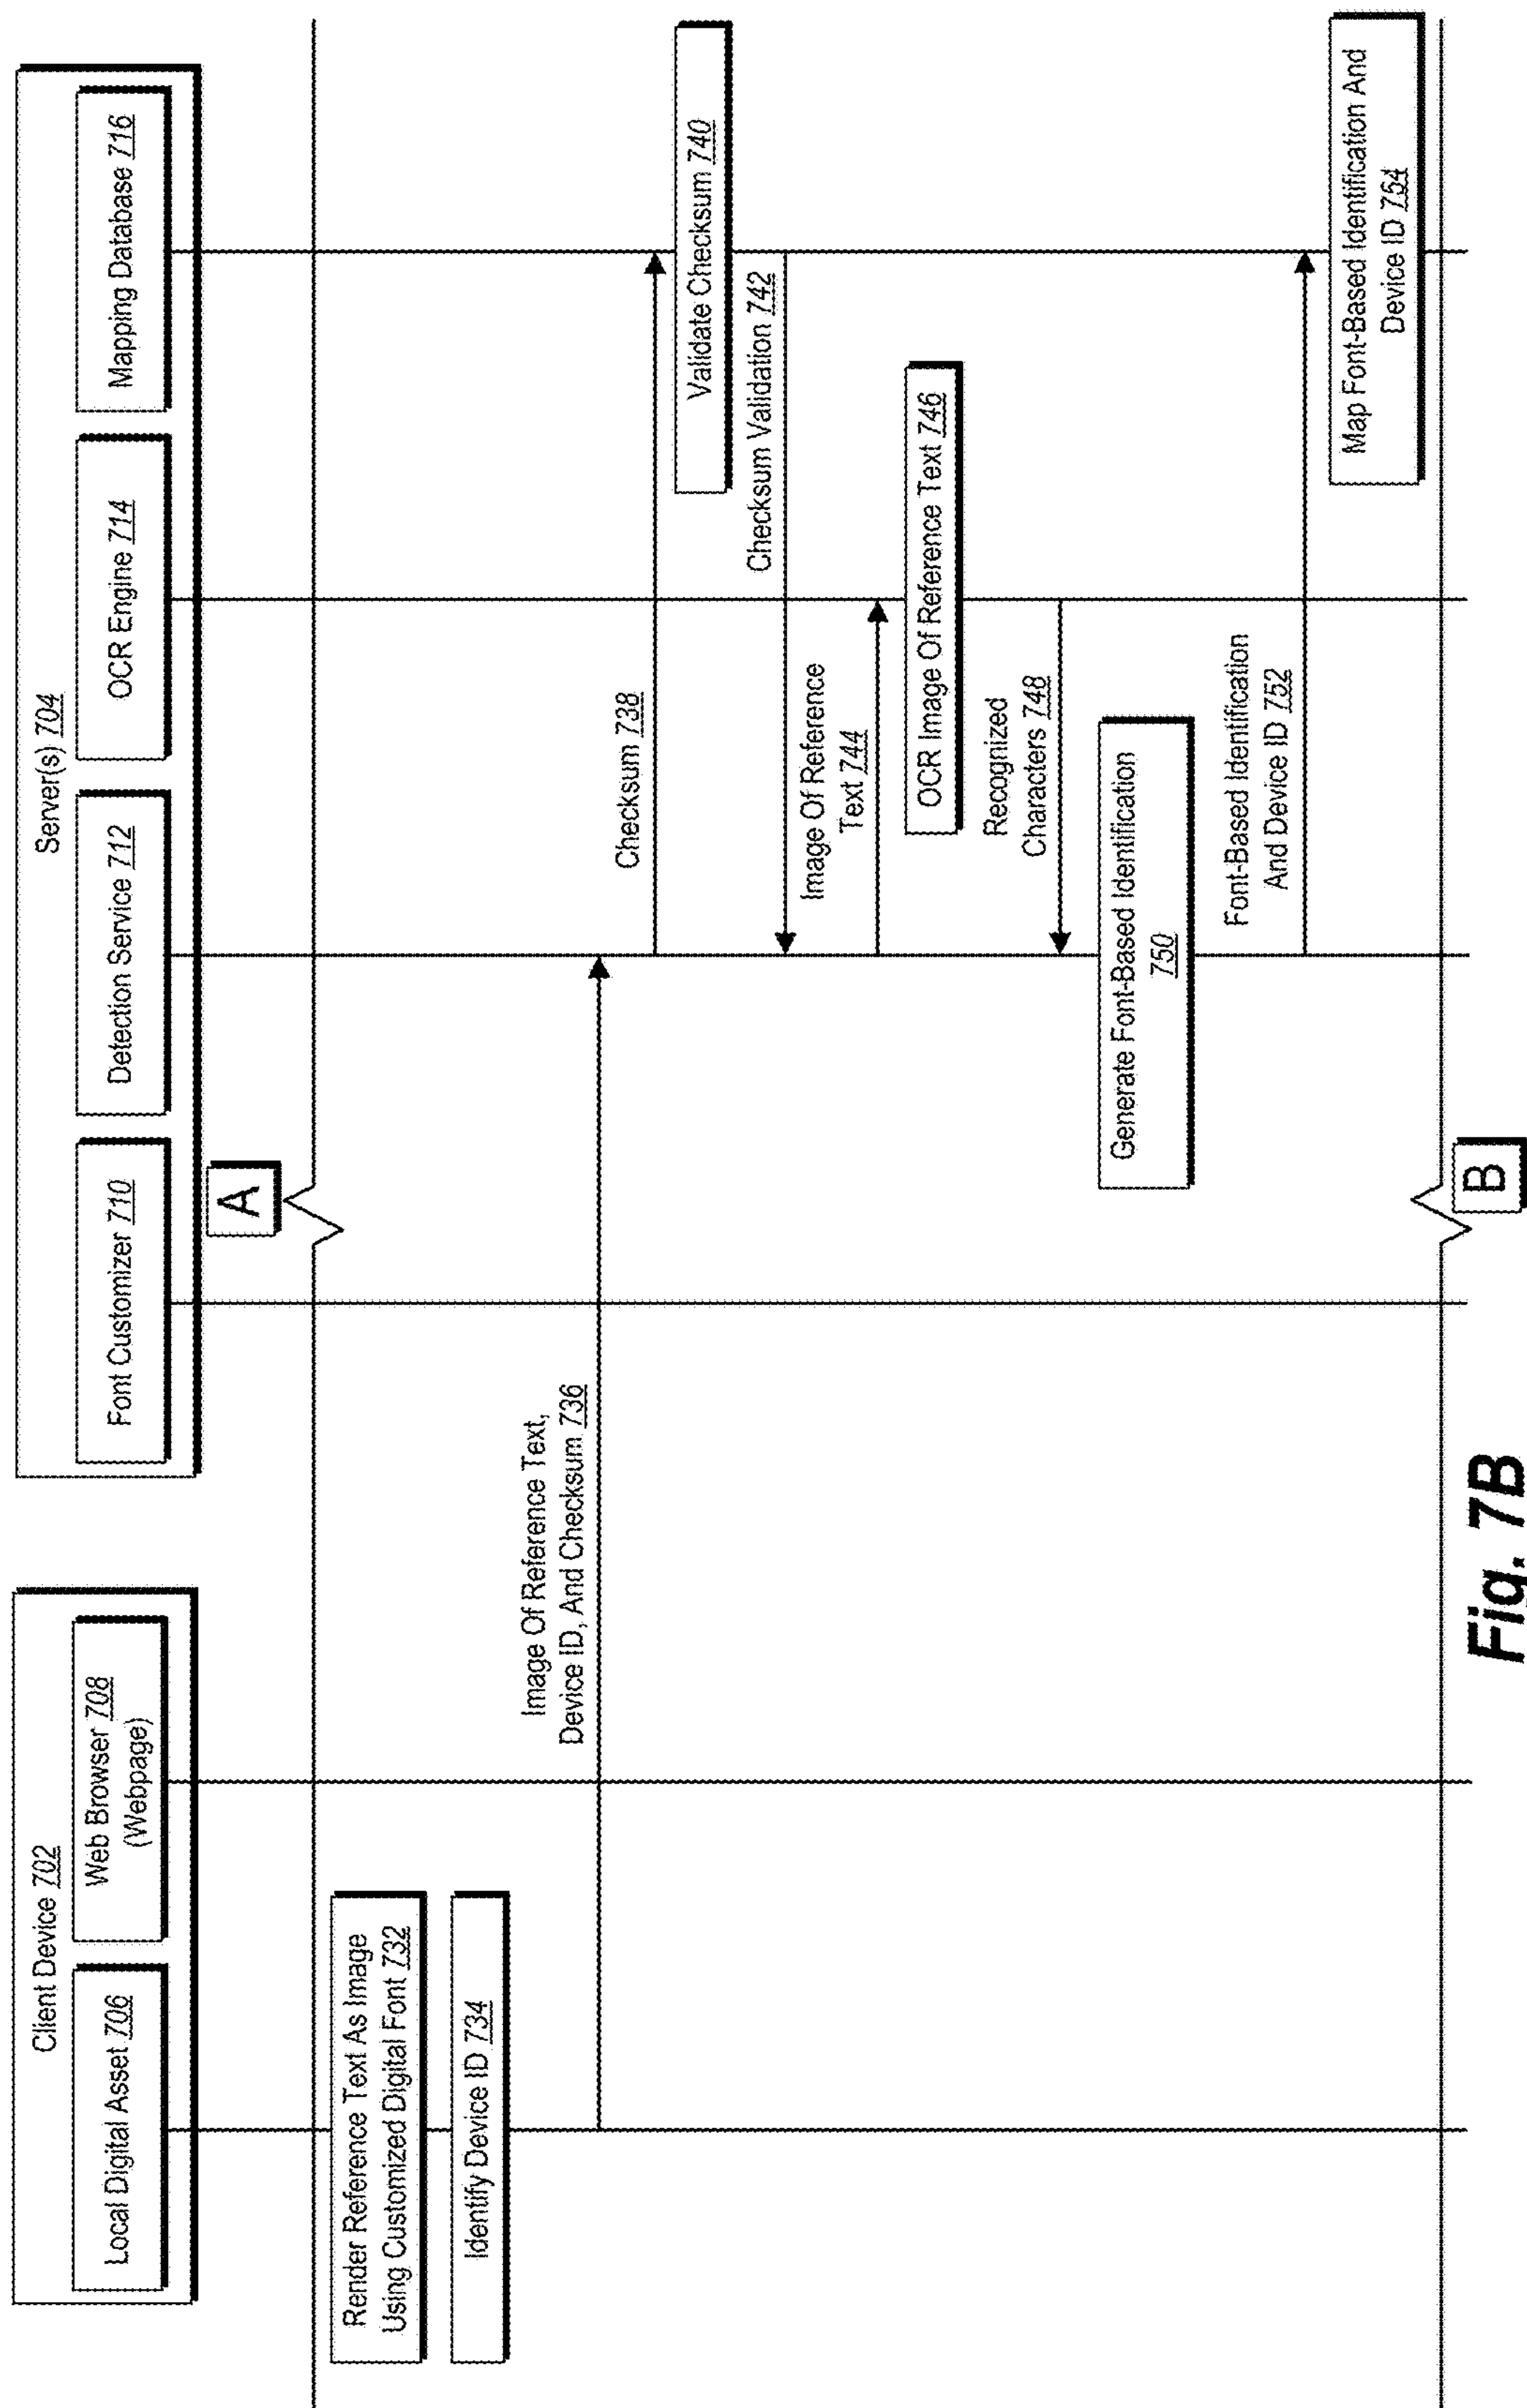 Client Device 702
Local Digital Asset 706
Web Browser 708
(Webpage)
Server(s) 704
Font Customizer 710
Detection Service 712
OCR Engine 714
Mapping Database 716
A
Render Reference Text As Image
Using Customized Digital Font 732
Identify Device ID 734
Image Of Reference Text,
Device ID, And Checksum 736
Checksum 738
Validate Checksum 740
Checksum Validation 742
Image Of Reference
Text 744
OCR Image Of Reference Text 746
Recognized
Characters 748
Generate Font-Based Identification
750
Font-Based Identification
And Device ID 752
Map Font-Based Identification And
Device ID 754
B
Fig. 7B